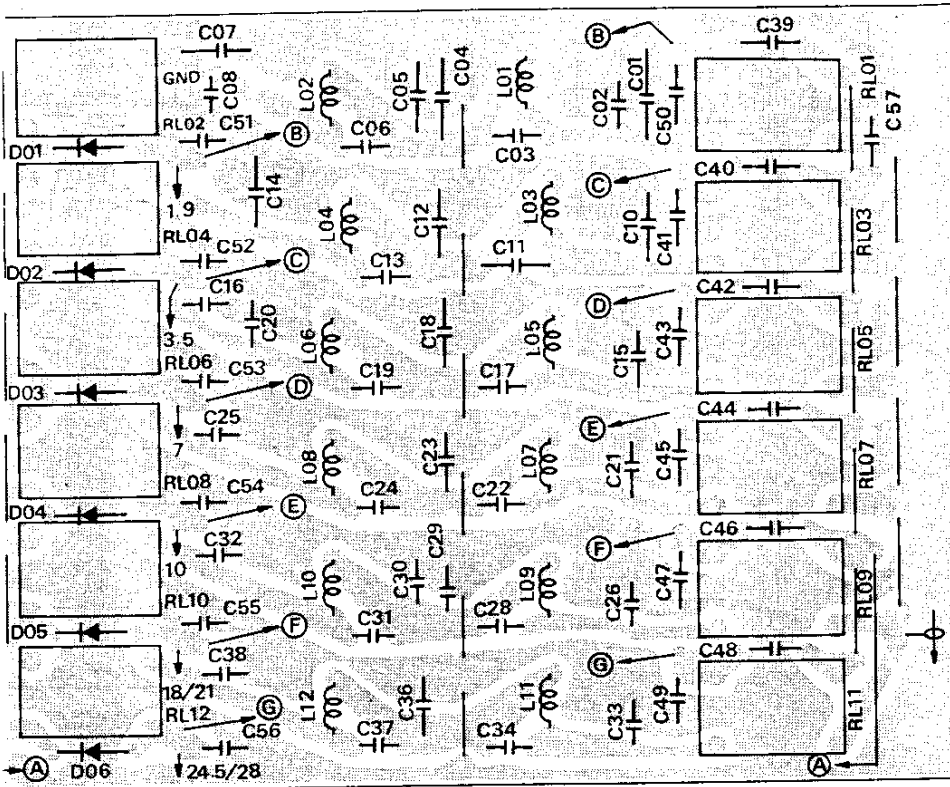 C07
B
C39
GND
C08
L02
C05
C04
L01
C02
C01
C50
RL01
C57
RL02
C51
B
C06
C03
D01
C14
C
C40
1.9
L04
C12
L03
C10
C41
RL03
RL04
C52
C
C13
C11
D02
C16
C42
D
3.5
C20
L06
C18
L05
C15
C43
RL05
RL06
C53
D
C19
C17
D03
C25
C44
E
7
L08
C23
L07
C21
C45
RL07
RL08
C54
E
C24
C22
D04
C32
C46
F
10
L10
C30
C29
L09
C26
C47
RL09
RL10
C55
F
C31
C28
D05
C38
C48
G
18/21
L12
C36
L11
C33
C49
RL11
RL12
G
C56
C37
C34
A
D06
24.5/28
A